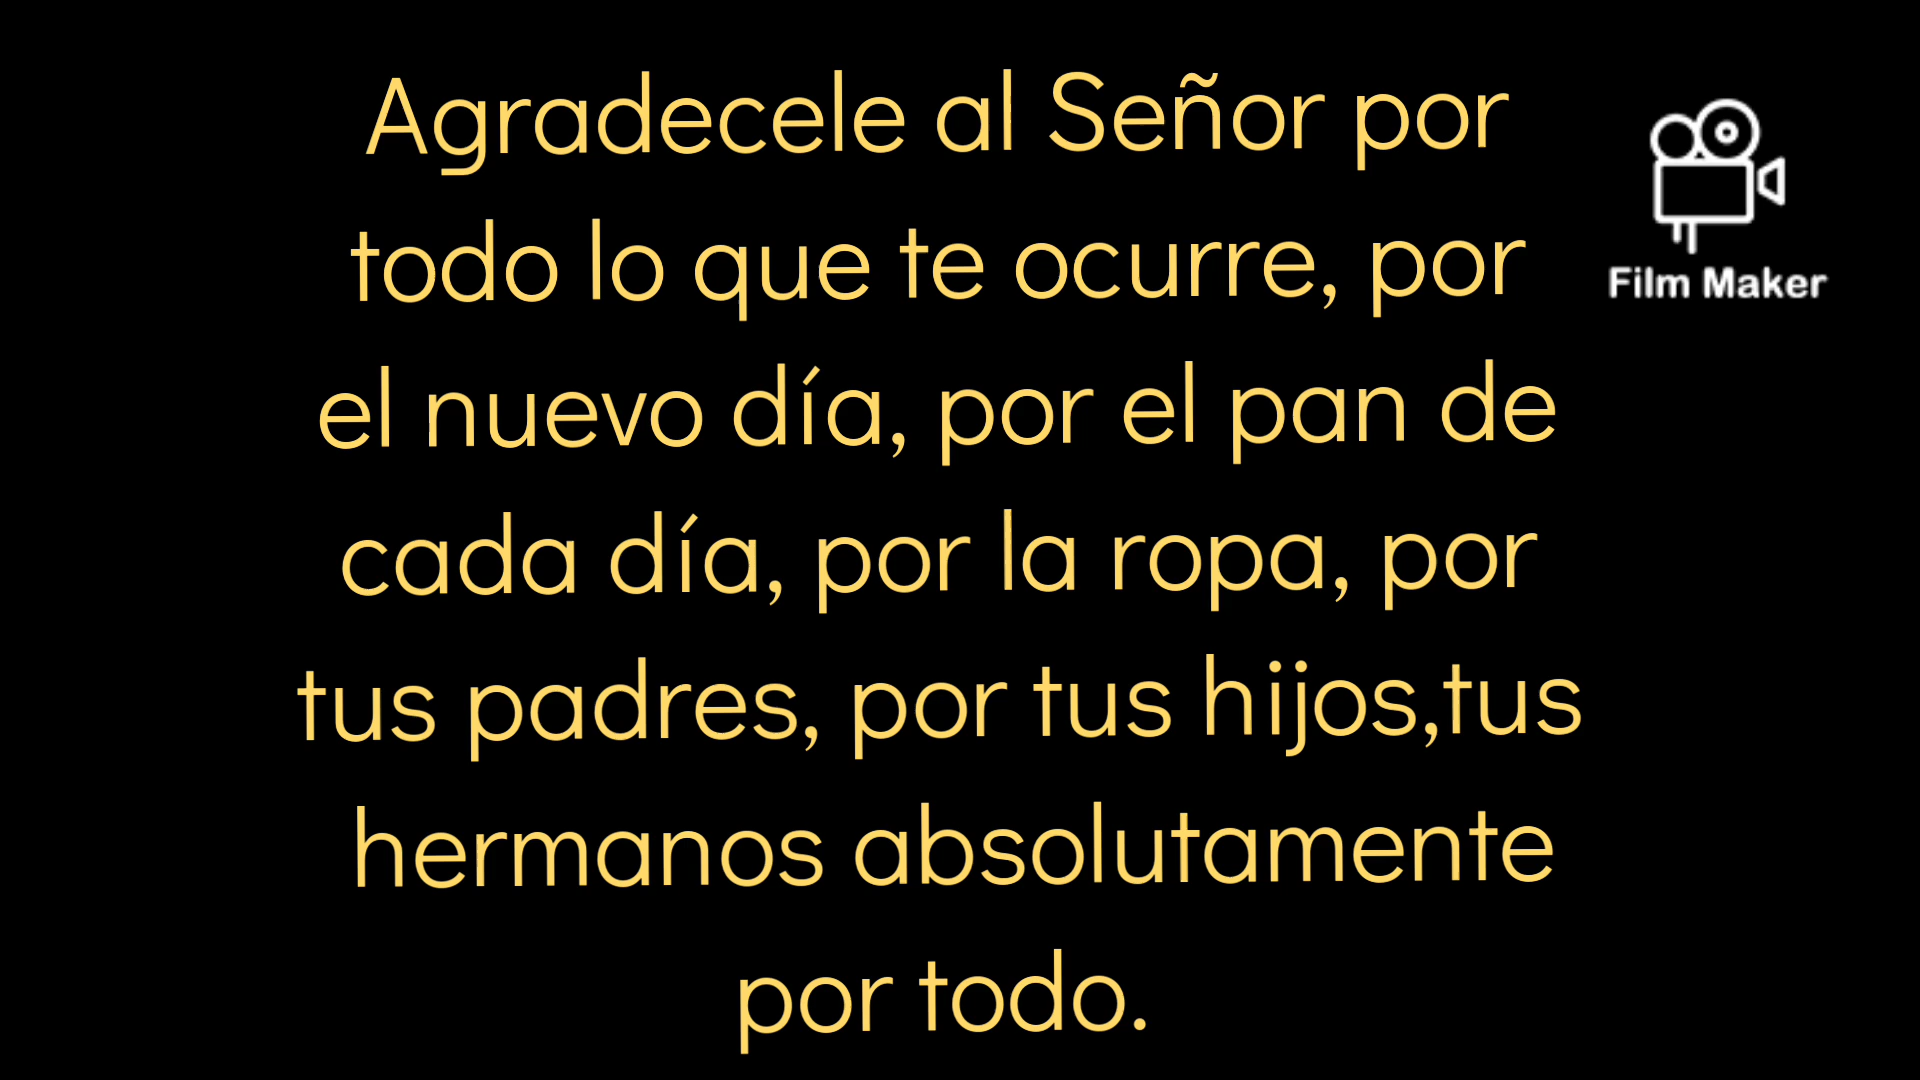 Agradecele al Señor por
todo lo que te ocurre, por
el nuevo día, por el pan de
cada día, por la ropa, por
tus padres, por tus hijos,tus
hermanos absolutamente
por todo.
Film Maker